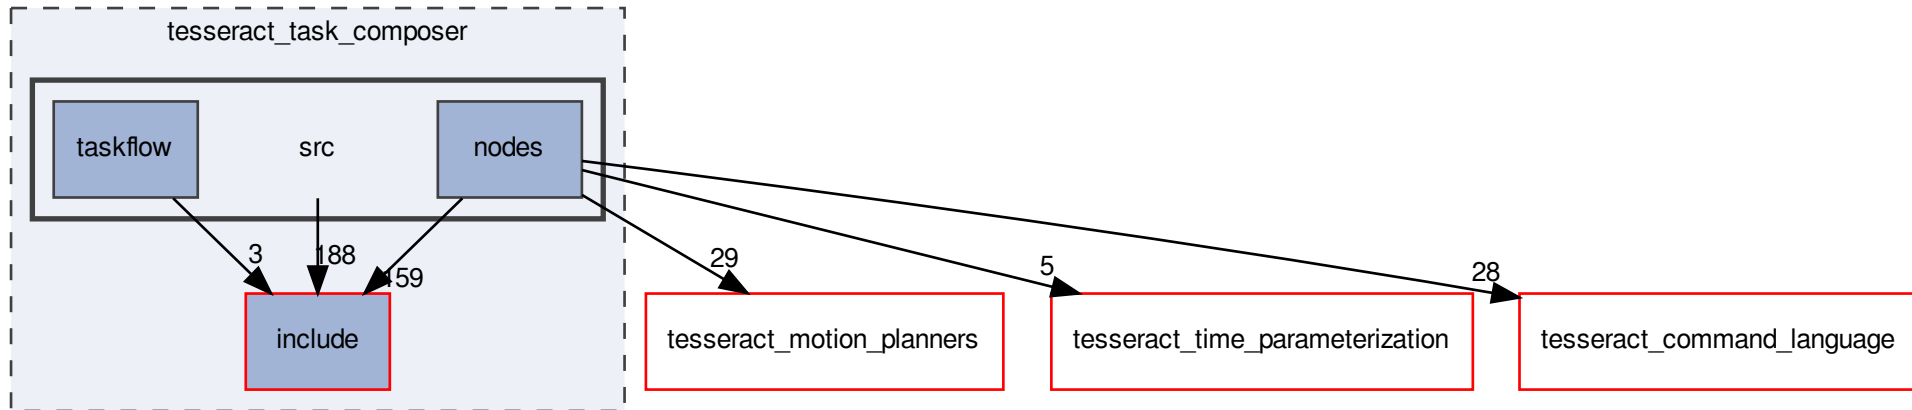 tesseract_task_composer
taskflow
src
nodes
3
188
159
29
5
28
include
tesseract_motion_planners
tesseract_time_parameterization
tesseract_command_language